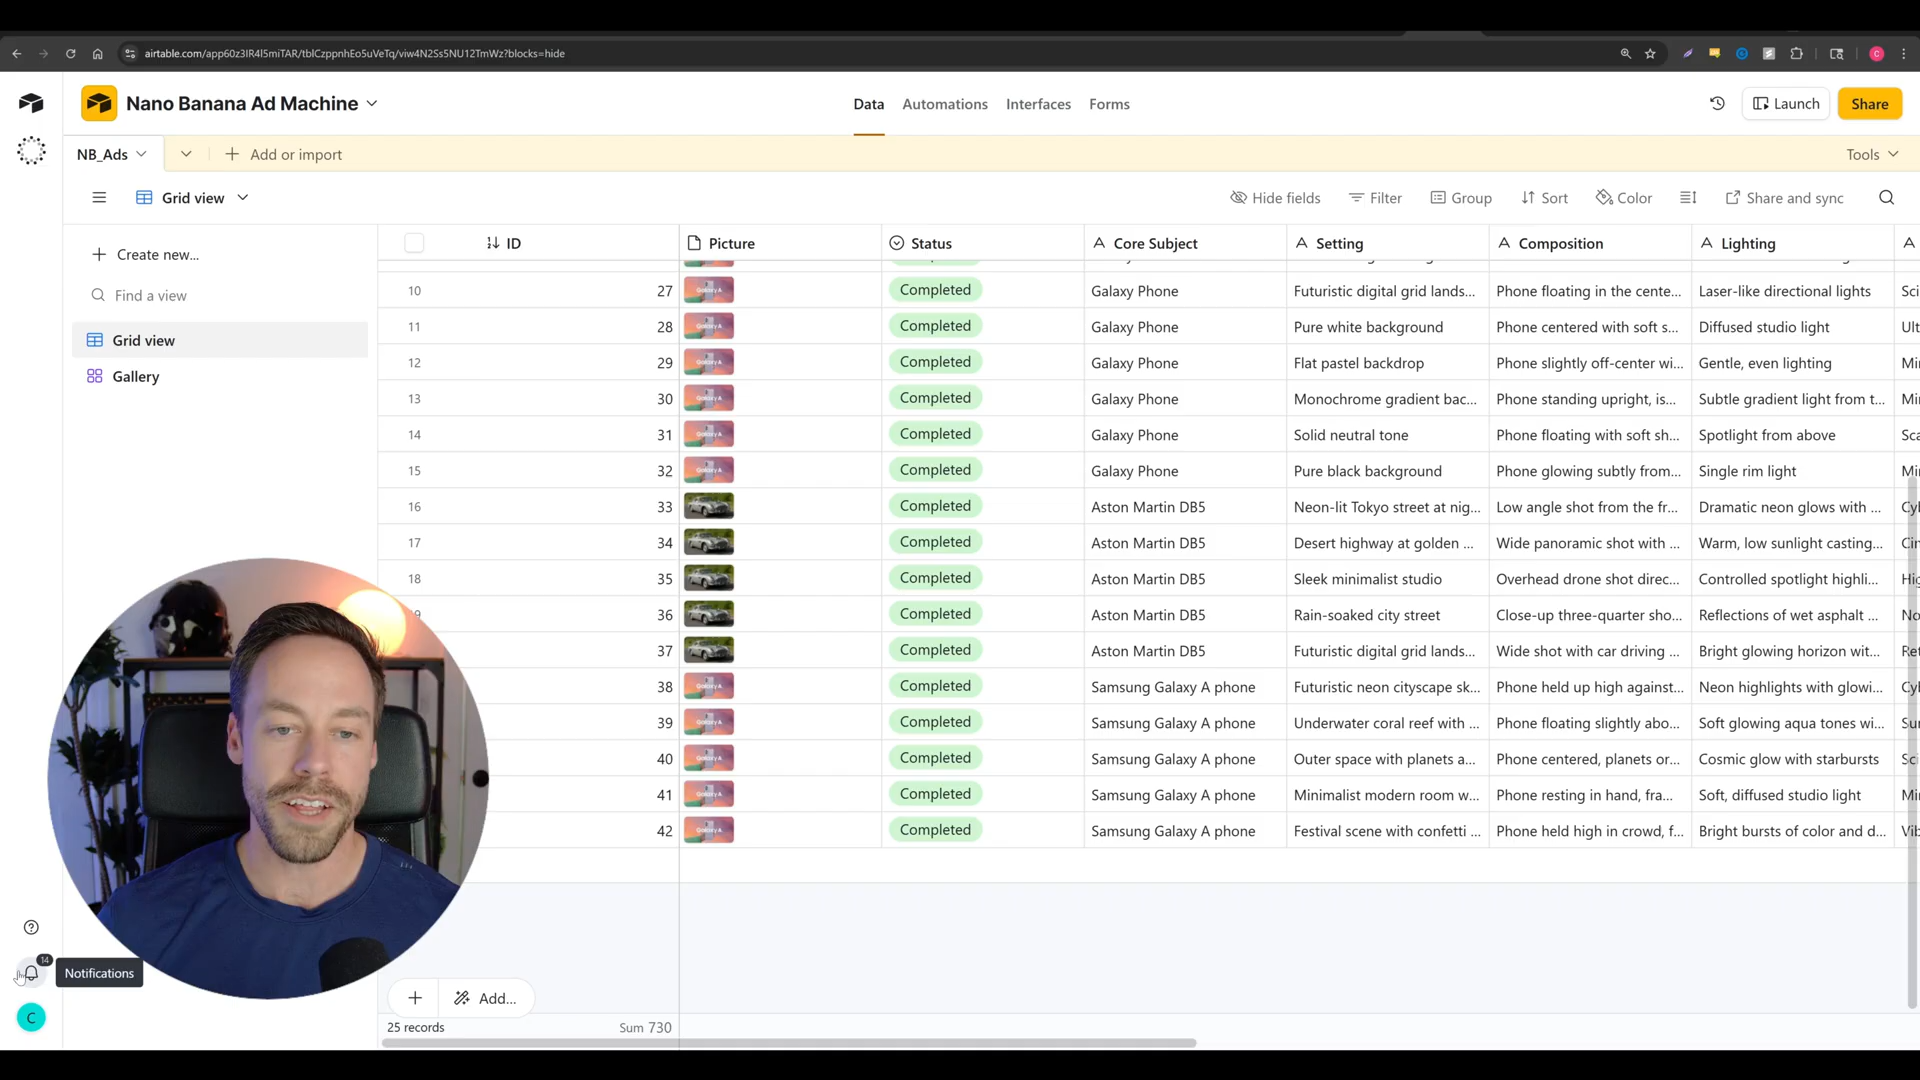 airtable.com/app60z3IR4l5miTAR/tblCzppnhEo5uVeTq/viw4N2Ss5NU12TmWz?blocks=hide
C
Nano Banana Ad Machine
Data Automations Interfaces Forms
Launch Share
NB_Ads
Add or import
Tools
Grid view
Hide fields Filter Group Sort Color Share and sync
Create new...
Find a view
Grid view
Gallery
ID Picture Status Core Subject Setting Composition Lighting
10 27 Completed Galaxy Phone Futuristic digital grid lands... Phone floating in the cente... Laser-like directional lights
11 28 Completed Galaxy Phone Pure white background Phone centered with soft s... Diffused studio light
12 29 Completed Galaxy Phone Flat pastel backdrop Phone slightly off-center wi... Gentle, even lighting
13 30 Completed Galaxy Phone Monochrome gradient bac... Phone standing upright, is... Subtle gradient light from t...
14 31 Completed Galaxy Phone Solid neutral tone Phone floating with soft sh... Spotlight from above
15 32 Completed Galaxy Phone Pure black background Phone glowing subtly from... Single rim light
16 33 Completed Aston Martin DB5 Neon-lit Tokyo street at nig... Low angle shot from the fr... Dramatic neon glows with ...
17 34 Completed Aston Martin DB5 Desert highway at golden ... Wide panoramic shot with ... Warm, low sunlight casting...
18 35 Completed Aston Martin DB5 Sleek minimalist studio Overhead drone shot direc... Controlled spotlight highli...
36 Completed Aston Martin DB5 Rain-soaked city street Close-up three-quarter sho... Reflections of wet asphalt ...
37 Completed Aston Martin DB5 Futuristic digital grid lands... Wide shot with car driving ... Bright glowing horizon wit...
38 Completed Samsung Galaxy A phone Futuristic neon cityscape sk... Phone held up high against... Neon highlights with glowi...
39 Completed Samsung Galaxy A phone Underwater coral reef with ... Phone floating slightly abo... Soft glowing aqua tones wi...
40 Completed Samsung Galaxy A phone Outer space with planets a... Phone centered, planets or... Cosmic glow with starbursts
41 Completed Samsung Galaxy A phone Minimalist modern room w... Phone resting in hand, fra... Soft, diffused studio light
42 Completed Samsung Galaxy A phone Festival scene with confetti ... Phone held high in crowd, f... Bright bursts of color and d...
14
Notifications
C
Add...
25 records Sum 730